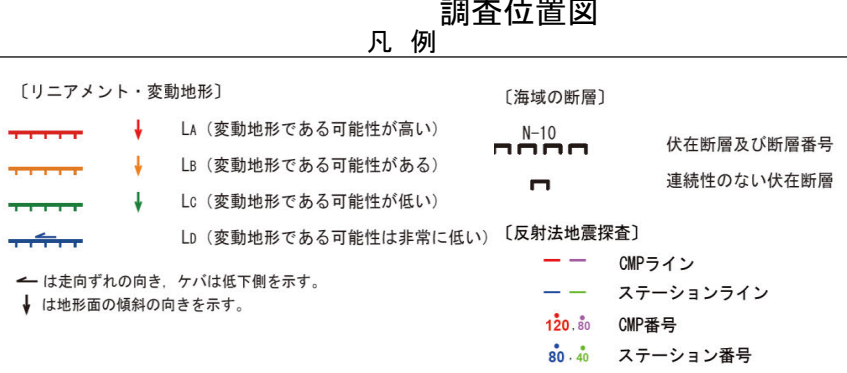 調査位置図
凡 例
〔リニアメント・変動地形〕
LA（変動地形である可能性が高い）
LB（変動地形である可能性がある）
LC（変動地形である可能性が低い）
LD（変動地形である可能性は非常に低い）
は走向ずれの向き，ケバは低下側を示す。
は地形面の傾斜の向きを示す。
〔海域の断層〕
N-10 伏在断層及び断層番号
連続性のない伏在断層
〔反射法地震探査〕
CMPライン
ステーションライン
120.80 CMP番号
80.40 ステーション番号